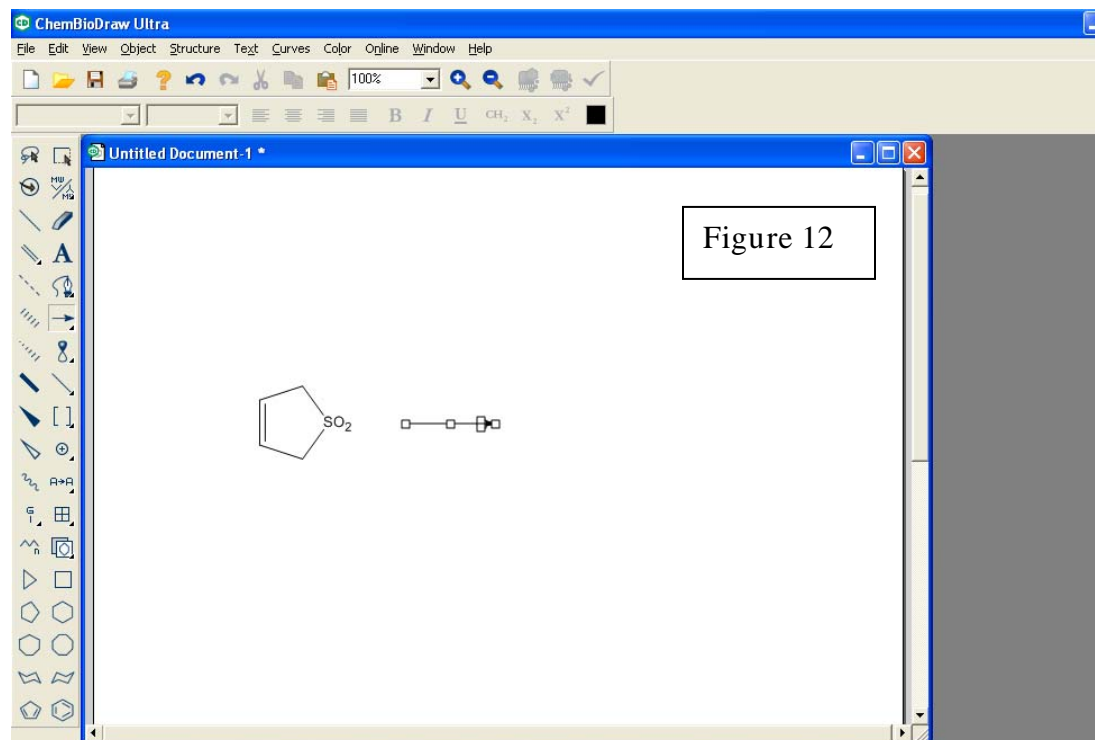 ChemBioDraw Ultra
File Edit View Object Structure Text Curves Color Online Window Help
100%
B I U CH₂ X₂ X²
Untitled Document-1 *
MW
A
Figure 12
SO₂
A A
n